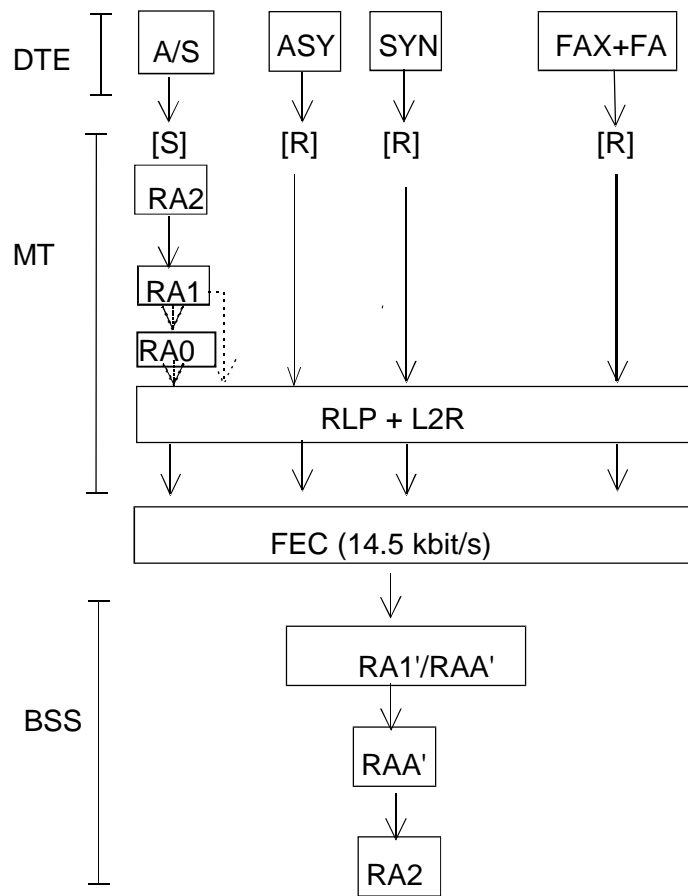 DTE
A/S
ASY
SYN
FAX+FA
[S]
[R]
[R]
[R]
MT
RA2
RA1
RA0
RLP + L2R
FEC (14.5 kbit/s)
BSS
RA1'/RAA'
RAA'
RA2